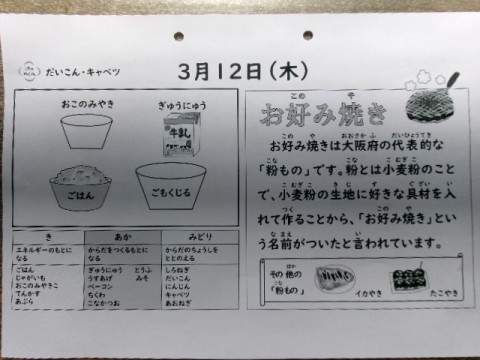 だいこん・キャベツ
3月12日(木)
おこのみやき
ぎゅうにゅう
牛乳
ごはん
ごもくじる
き
あか
みどり
エネルギーのもとになる
からだをつくるもとになる
からだのちょうしをととのえる
ごはん
じゃがいも
おこのみやきこ
てんかす
あぶら
ぎゅうにゅう とうふ
うすあげ みそ
ベーコン
ちくわ
こなかつお
しろねぎ
だいこん
にんじん
キャベツ
あおねぎ
お好み焼き
お好み焼きは大阪府の代表的な
「粉もの」です。粉とは小麦粉のこと
で、小麦粉の生地に好きな具材を入
れて作ることから、「お好み焼き」とい
う名前がついたと言われています。
その他の
「粉もの」
イカやき
たこやき